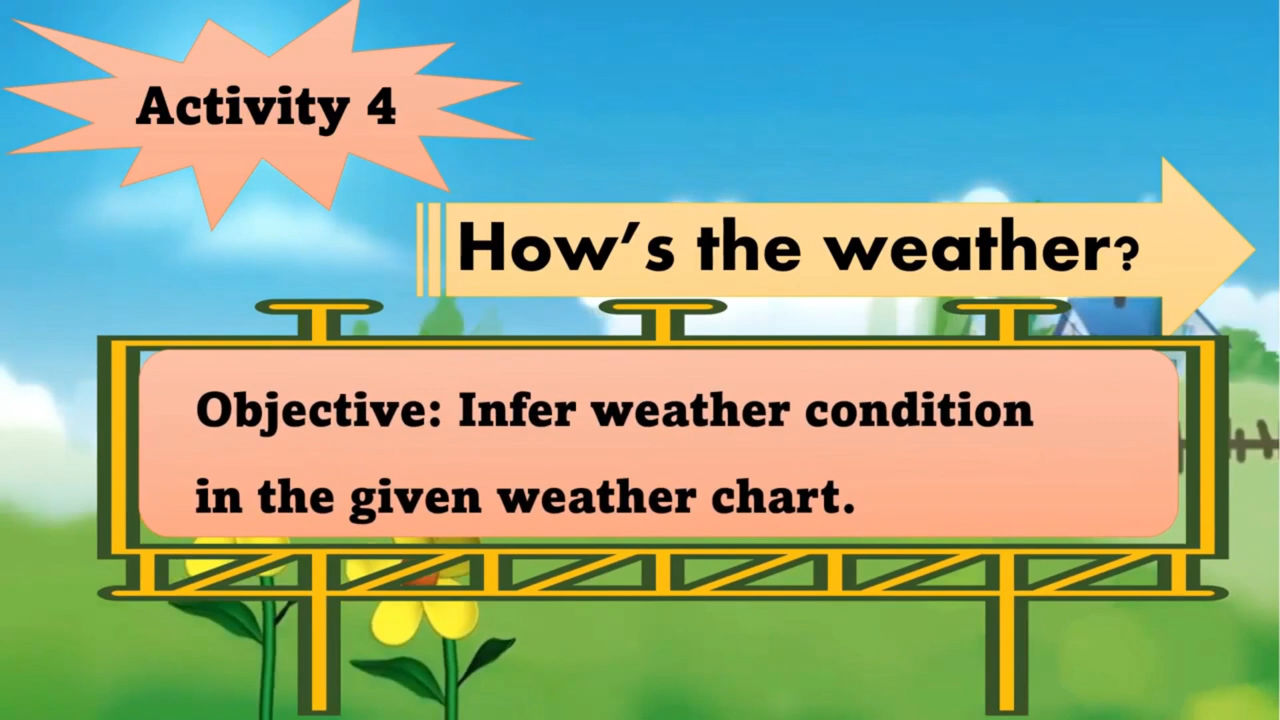 Activity 4
How's the weather?
Objective: Infer weather condition
in the given weather chart.